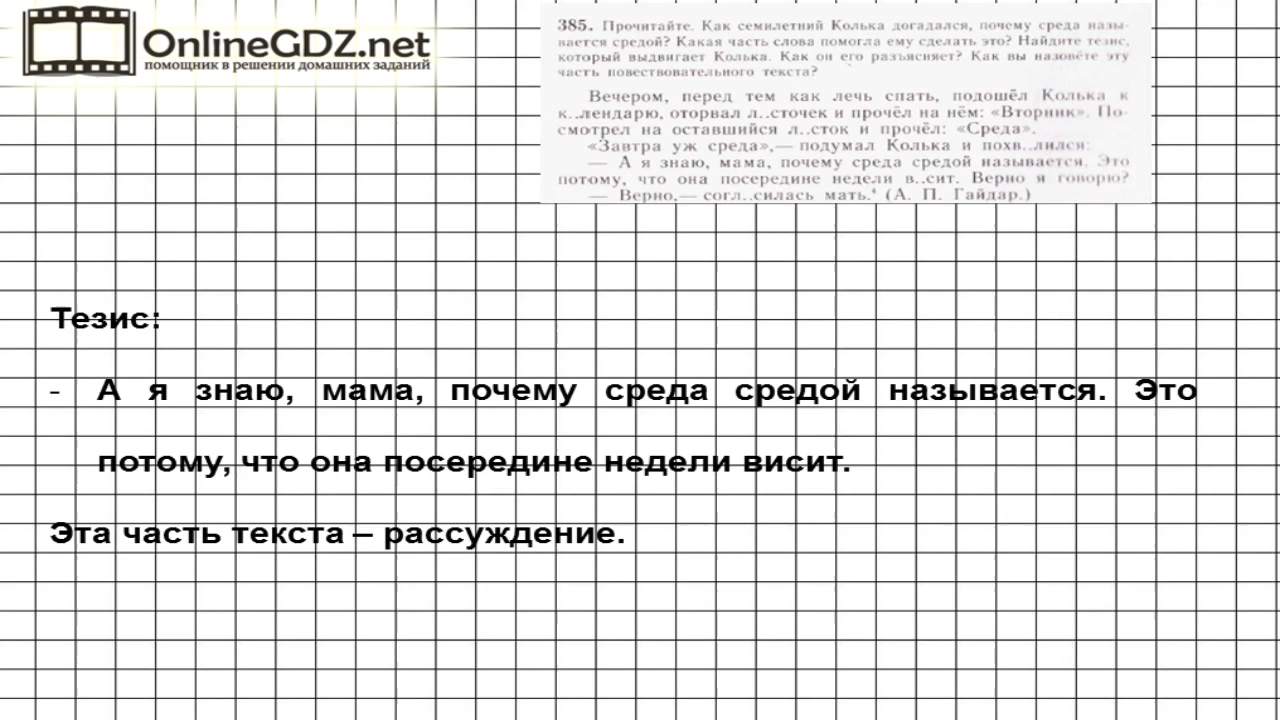 OnlineGDZ.net
помощник в решении домашних заданий
385. Прочитайте. Как семилетний Колька догадался, почему среда назы-
вается средой? Какая часть слова помогла ему сделать это? Найдите тезис,
который выдвигает Колька. Как он его разъясняет? Как вы назовёте эту
часть повествовательного текста?
Вечером, перед тем как лечь спать, подошёл Колька к
к..лендарю, оторвал л..сточек и прочёл на нём: «Вторник». По-
смотрел на оставшийся л..сток и прочёл: «Среда».
«Завтра уж среда»,— подумал Колька и похв..лился:
— А я знаю, мама, почему среда средой называется. Это
потому, что она посередине недели в..сит. Верно я говорю?
— Верно,— согл..силась мать.⁴ (А. П. Гайдар.)
Тезис:
- А я знаю, мама, почему среда средой называется. Это
потому, что она посередине недели висит.
Эта часть текста – рассуждение.